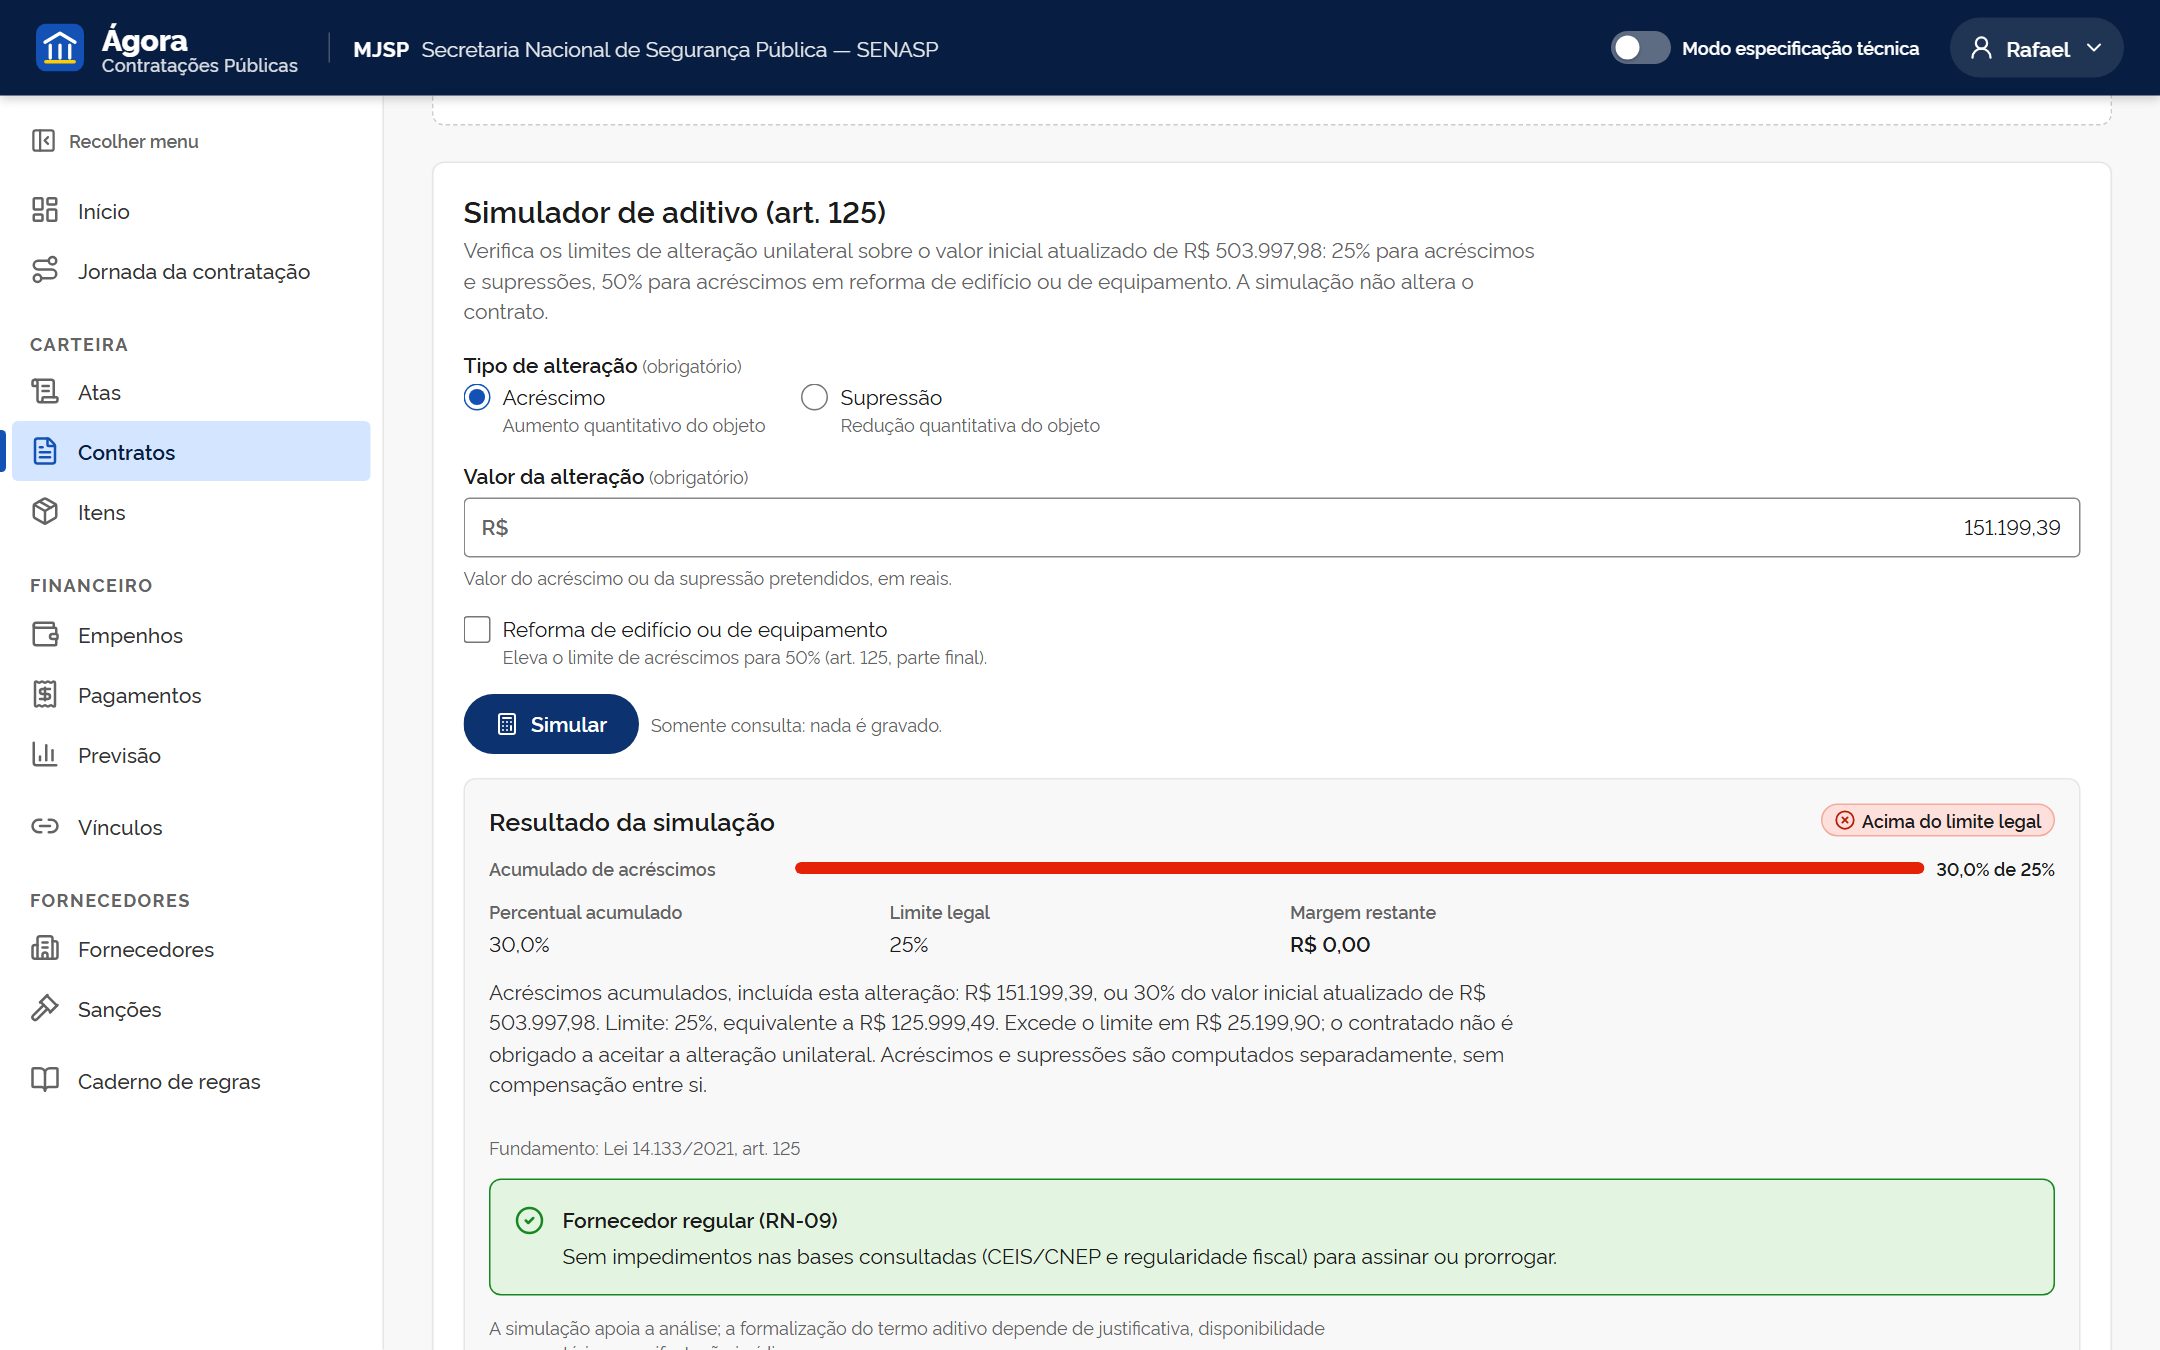 Ágora
Contratações Públicas
MJSP Secretaria Nacional de Segurança Pública — SENASP
Modo especificação técnica
Rafael
Recolher menu
Início
Jornada da contratação
CARTEIRA
Atas
Contratos
Itens
FINANCEIRO
Empenhos
Pagamentos
Previsão
Vínculos
FORNECEDORES
Fornecedores
Sanções
Caderno de regras
Simulador de aditivo (art. 125)
Verifica os limites de alteração unilateral sobre o valor inicial atualizado de R$ 503.997,98: 25% para acréscimos
e supressões, 50% para acréscimos em reforma de edifício ou de equipamento. A simulação não altera o
contrato.
Tipo de alteração (obrigatório)
Acréscimo
Aumento quantitativo do objeto
Supressão
Redução quantitativa do objeto
Valor da alteração (obrigatório)
R$ 151.199,39
Valor do acréscimo ou da supressão pretendidos, em reais.
Reforma de edifício ou de equipamento
Eleva o limite de acréscimos para 50% (art. 125, parte final).
Simular
Somente consulta: nada é gravado.
Resultado da simulação
Acima do limite legal
Acumulado de acréscimos
30,0% de 25%
Percentual acumulado
30,0%
Limite legal
25%
Margem restante
R$ 0,00
Acréscimos acumulados, incluída esta alteração: R$ 151.199,39, ou 30% do valor inicial atualizado de R$
503.997,98. Limite: 25%, equivalente a R$ 125.999,49. Excede o limite em R$ 25.199,90; o contratado não é
obrigado a aceitar a alteração unilateral. Acréscimos e supressões são computados separadamente, sem
compensação entre si.
Fundamento: Lei 14.133/2021, art. 125
Fornecedor regular (RN-09)
Sem impedimentos nas bases consultadas (CEIS/CNEP e regularidade fiscal) para assinar ou prorrogar.
A simulação apoia a análise; a formalização do termo aditivo depende de justificativa, disponibilidade